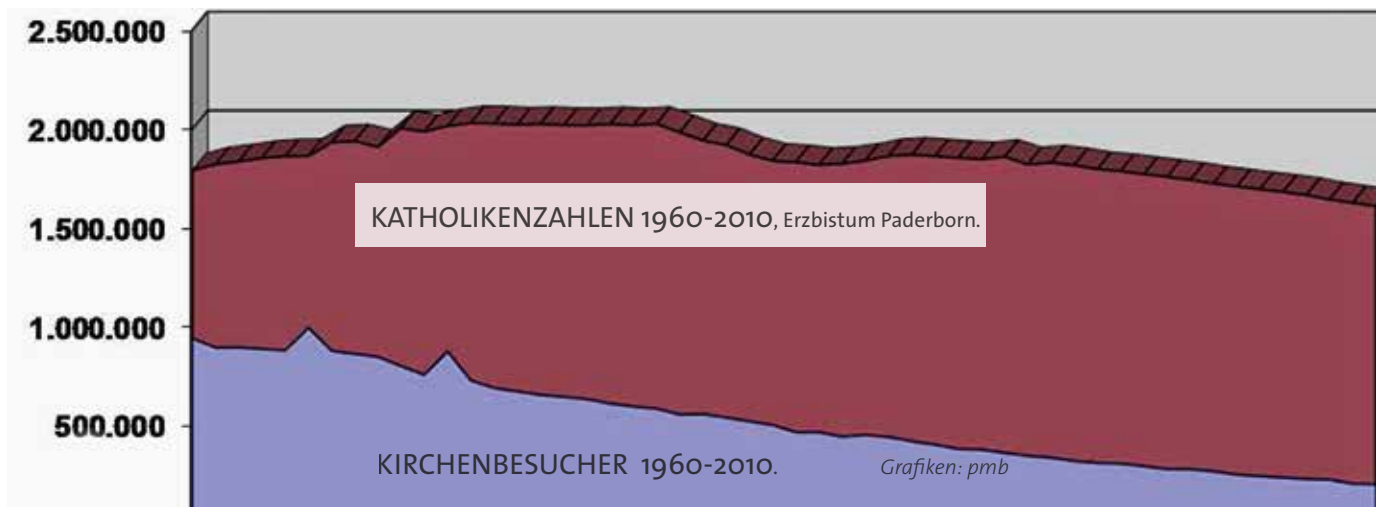 2.500.000
2.000.000
1.500.000
1.000.000
500.000
KATHOLIKENZAHLEN 1960-2010, Erzbistum Paderborn.
KIRCHENBESUCHER 1960-2010.
Grafiken: pmb